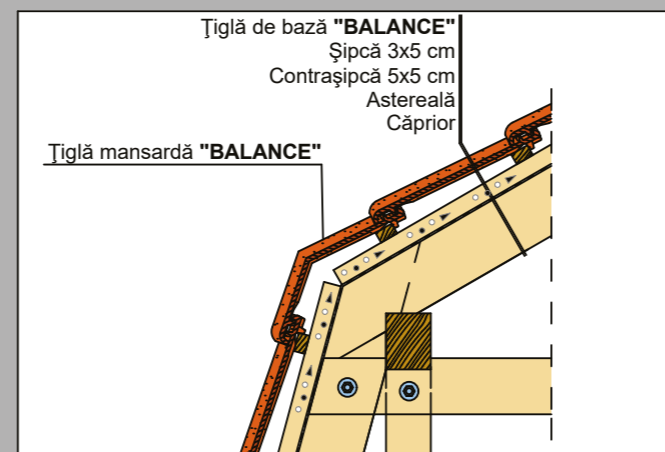 Ţiglă de bază "BALANCE"
Şipcă 3x5 cm
Contraşipcă 5x5 cm
Astereală
Căprior
Ţiglă mansardă "BALANCE"